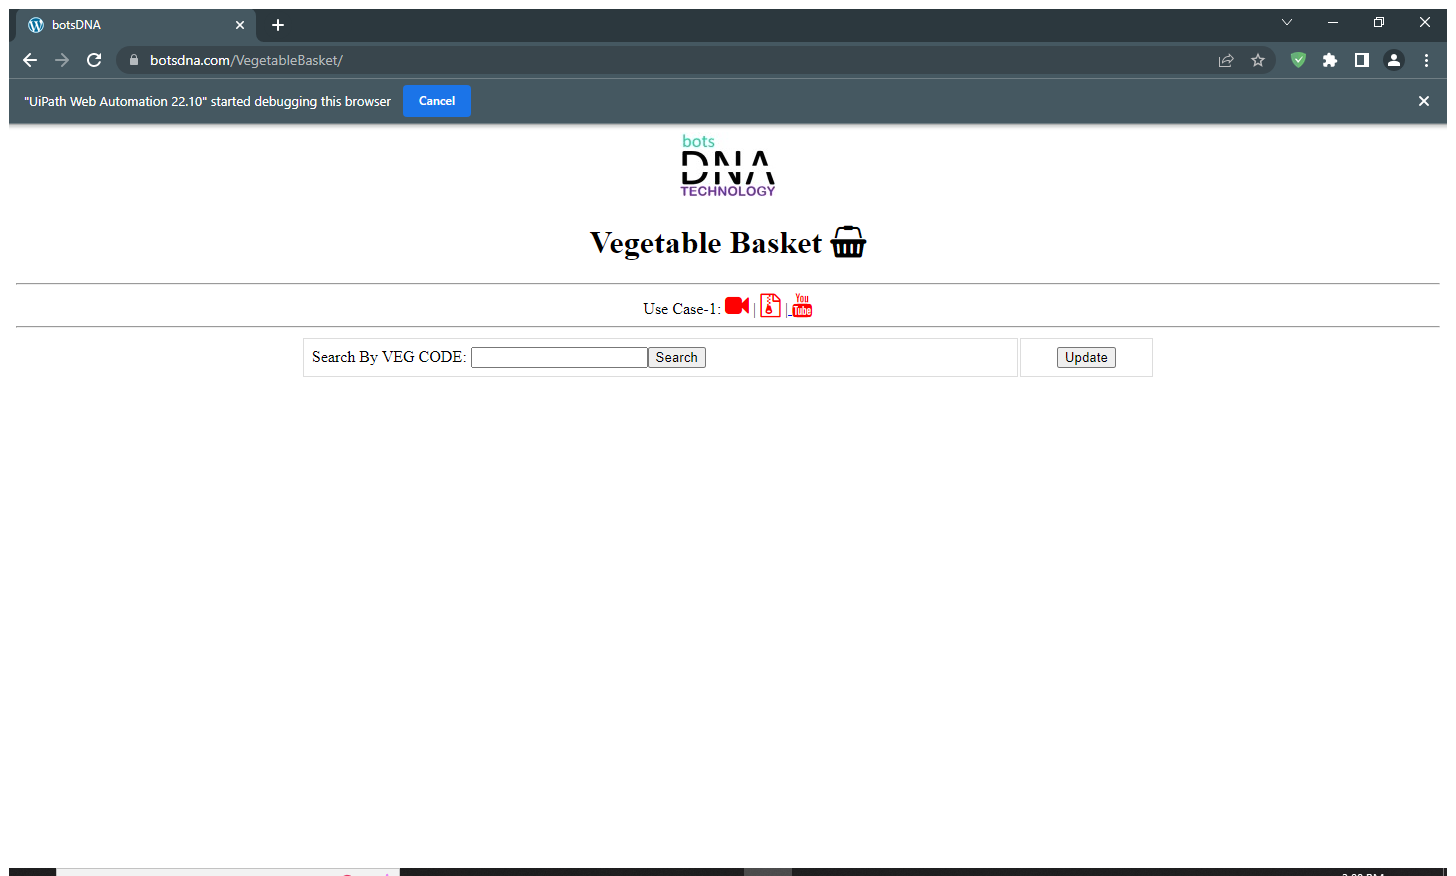 botsDNA
botsdna.com/VegetableBasket/
"UiPath Web Automation 22.10" started debugging this browser Cancel
bots
DNA
TECHNOLOGY
Vegetable Basket
Use Case-1: | | You Tube
Search By VEG CODE: Search Update